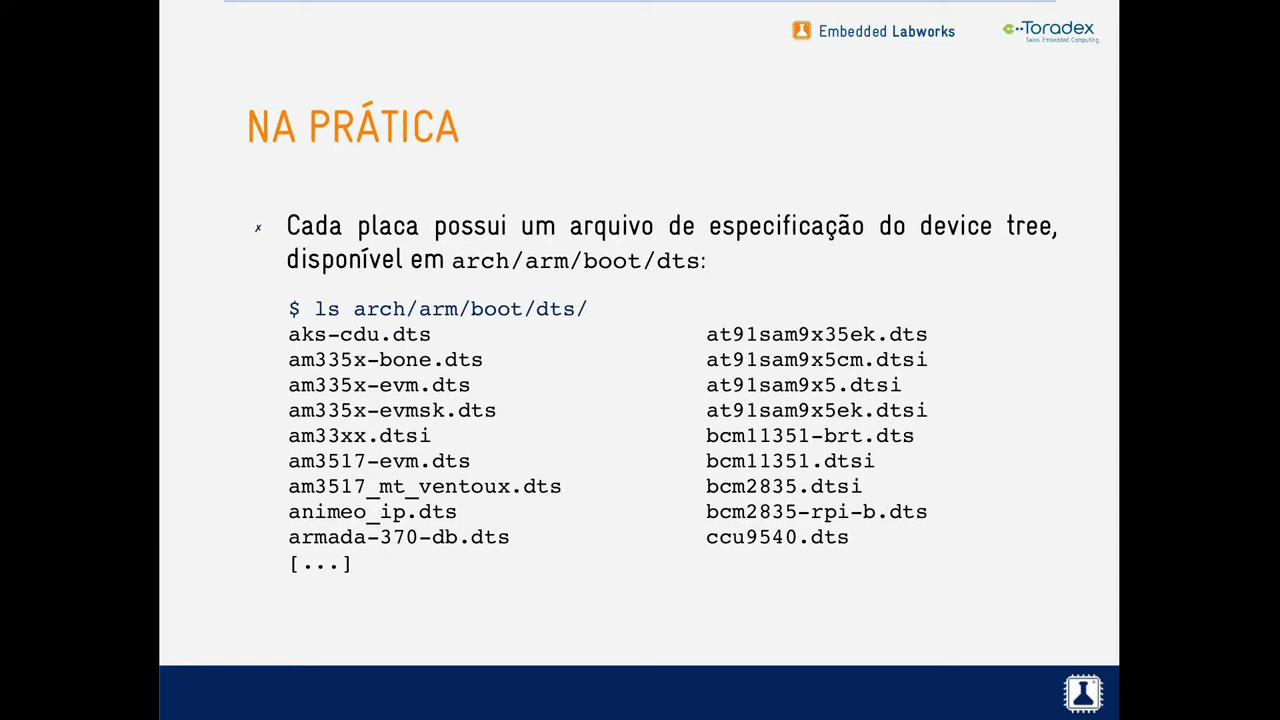 Embedded Labworks
Toradex
Swiss. Embedded. Computing.
NA PRÁTICA
✗ Cada placa possui um arquivo de especificação do device tree,
disponível em arch/arm/boot/dts:
$ ls arch/arm/boot/dts/
aks-cdu.dts
am335x-bone.dts
am335x-evm.dts
am335x-evmsk.dts
am33xx.dtsi
am3517-evm.dts
am3517_mt_ventoux.dts
animeo_ip.dts
armada-370-db.dts
[...]
at91sam9x35ek.dts
at91sam9x5cm.dtsi
at91sam9x5.dtsi
at91sam9x5ek.dtsi
bcm11351-brt.dts
bcm11351.dtsi
bcm2835.dtsi
bcm2835-rpi-b.dts
ccu9540.dts